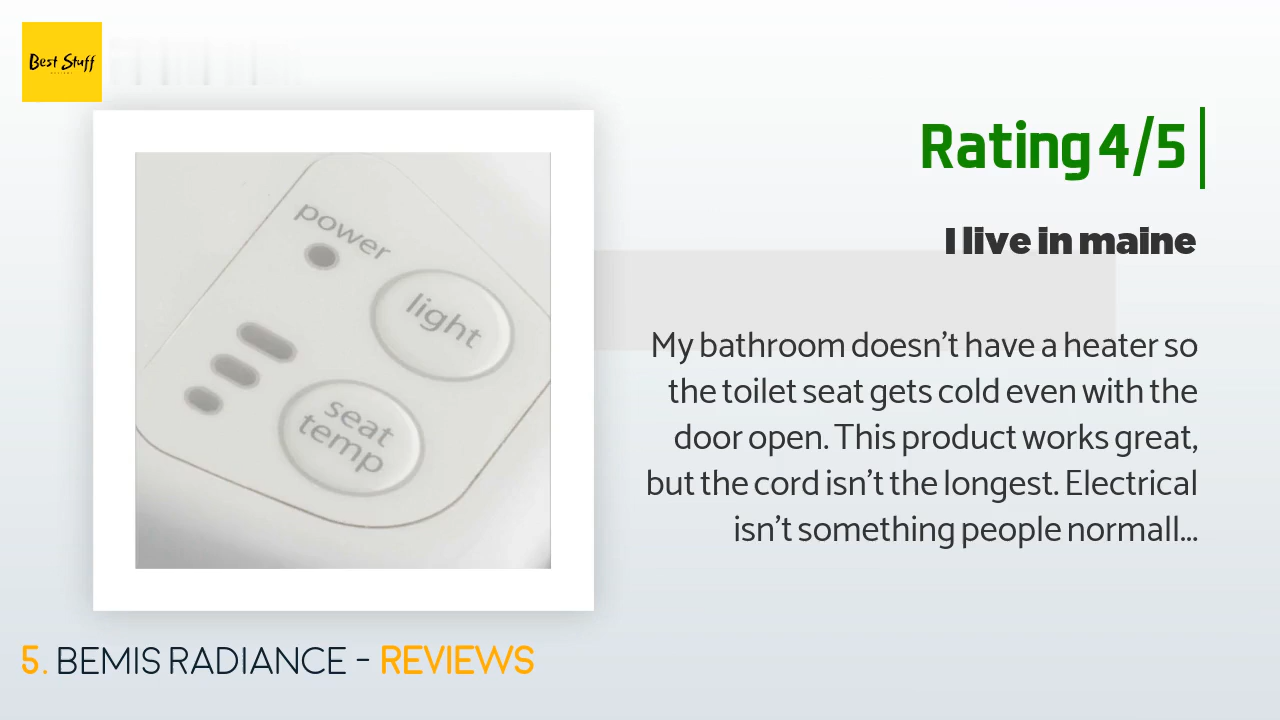 Best Stuff
Rating 4/5
I live in maine
power
light
seat
temp
My bathroom doesn't have a heater so
the toilet seat gets cold even with the
door open. This product works great,
but the cord isn't the longest. Electrical
isn't something people normall...
5. BEMIS RADIANCE - REVIEWS